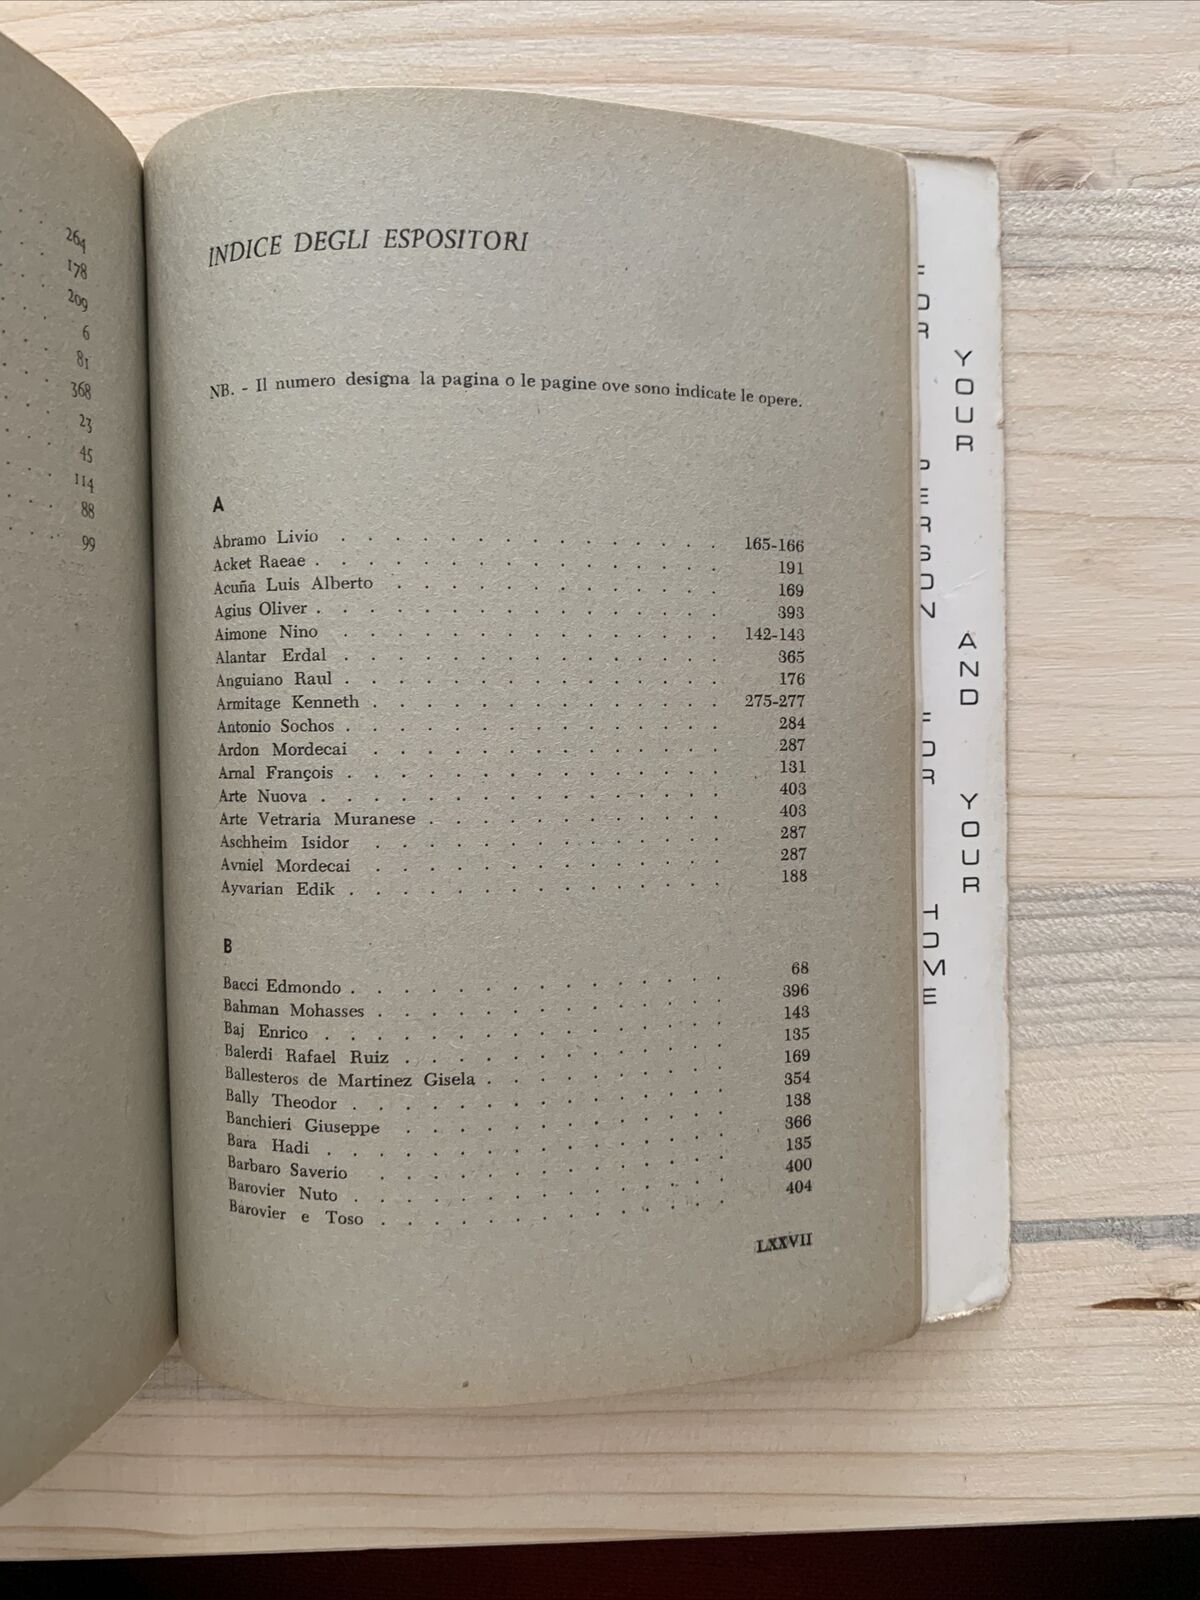 264
178
209
6
81
368
23
45
114
88
99
INDICE DEGLI ESPOSITORI
NB. - Il numero designa la pagina o le pagine ove sono indicate le opere.
A
Abramo Livio . . . . . . . . . . . . . . . 165-166
Acket Raeae . . . . . . . . . . . . . . . . 191
Acuña Luis Alberto . . . . . . . . . . . . . 169
Agius Oliver . . . . . . . . . . . . . . . . 393
Aimone Nino . . . . . . . . . . . . . . . 142-143
Alantar Erdal . . . . . . . . . . . . . . . 365
Anguiano Raul . . . . . . . . . . . . . . . 176
Armitage Kenneth . . . . . . . . . . . . . . 275-277
Antonio Sochos . . . . . . . . . . . . . . . 284
Ardon Mordecai . . . . . . . . . . . . . . 287
Arnal François . . . . . . . . . . . . . . . 131
Arte Nuova . . . . . . . . . . . . . . . . 403
Arte Vetraria Muranese . . . . . . . . . . . . 403
Aschheim Isidor . . . . . . . . . . . . . . 287
Avniel Mordecai . . . . . . . . . . . . . . 287
Ayvarian Edik . . . . . . . . . . . . . . . 188
B
Bacci Edmondo . . . . . . . . . . . . . . . 68
Bahman Mohasses . . . . . . . . . . . . . . 396
Baj Enrico . . . . . . . . . . . . . . . . 143
Balerdi Rafael Ruiz . . . . . . . . . . . . . 135
Ballesteros de Martinez Gisela . . . . . . . . . . 169
Bally Theodor . . . . . . . . . . . . . . . 354
Banchieri Giuseppe . . . . . . . . . . . . . 138
Bara Hadi . . . . . . . . . . . . . . . . 366
Barbaro Saverio . . . . . . . . . . . . . . 135
Barovier Nuto . . . . . . . . . . . . . . . 400
Barovier e Toso . . . . . . . . . . . . . . 404
LXXVII
FOR
YOUR
PERSON
AND
FOR
YOUR
HOME